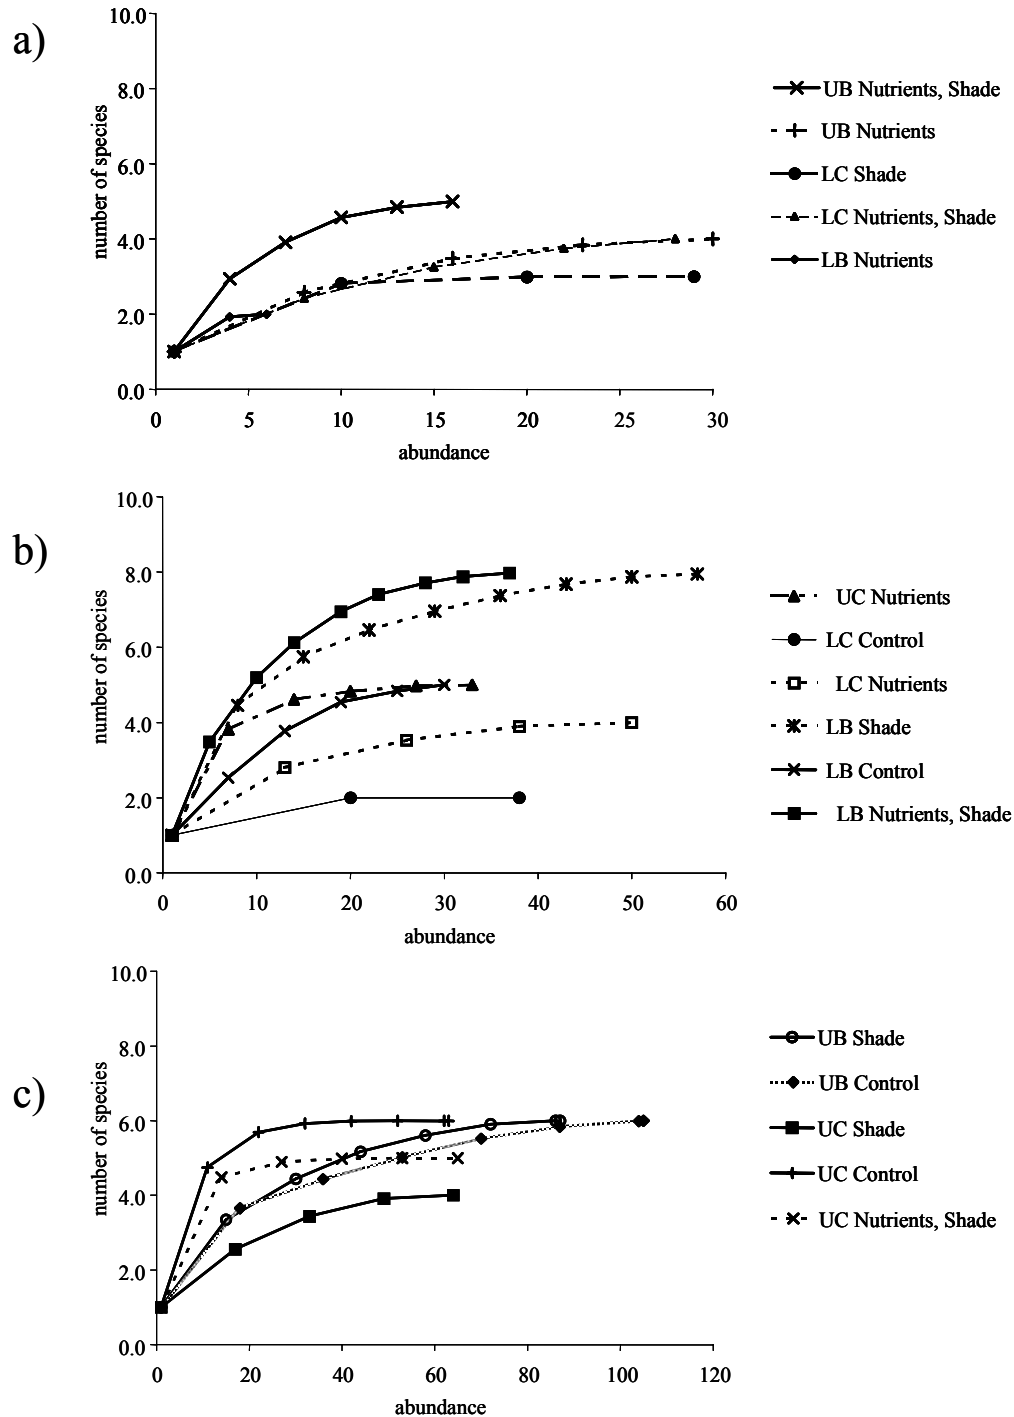 a)
number of species
10.0
8.0
6.0
4.0
2.0
0.0
0 5 10 15 20 25 30
abundance
UB Nutrients, Shade
UB Nutrients
LC Shade
LC Nutrients, Shade
LB Nutrients
b)
number of species
10.0
8.0
6.0
4.0
2.0
0.0
0 10 20 30 40 50 60
abundance
UC Nutrients
LC Control
LC Nutrients
LB Shade
LB Control
LB Nutrients, Shade
c)
number of species
10.0
8.0
6.0
4.0
2.0
0.0
0 20 40 60 80 100 120
abundance
UB Shade
UB Control
UC Shade
UC Control
UC Nutrients, Shade